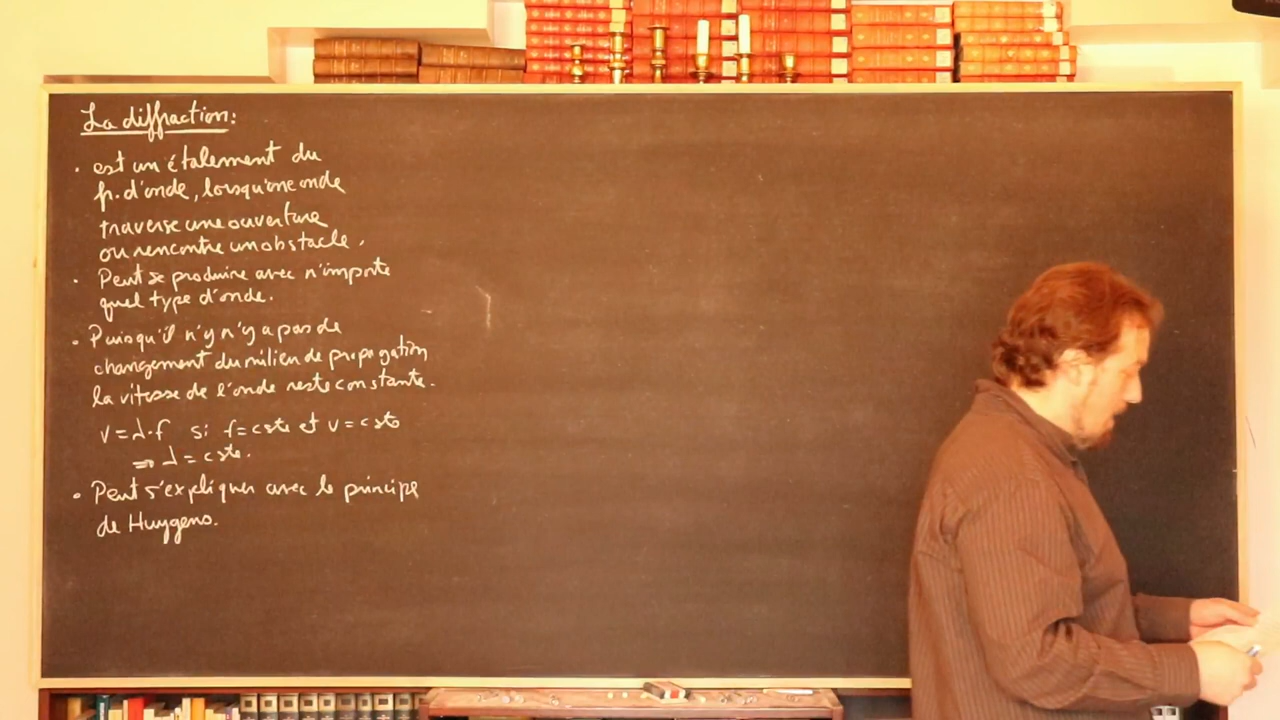 La diffraction:
• est un étalement du
fr. d'onde, lorsqu'une onde
traverse une ouverture
ou rencontre un obstacle.
• Peut se produire avec n'importe
quel type d'onde.
• Puisqu'il n'y n'y a pas de
changement du milieu de propagation
la vitesse de l'onde reste constante.
v = λ·f si f = cste et v = cste
⇒ λ = cste.
• Peut s'expliquer avec le principe
de Huygens.